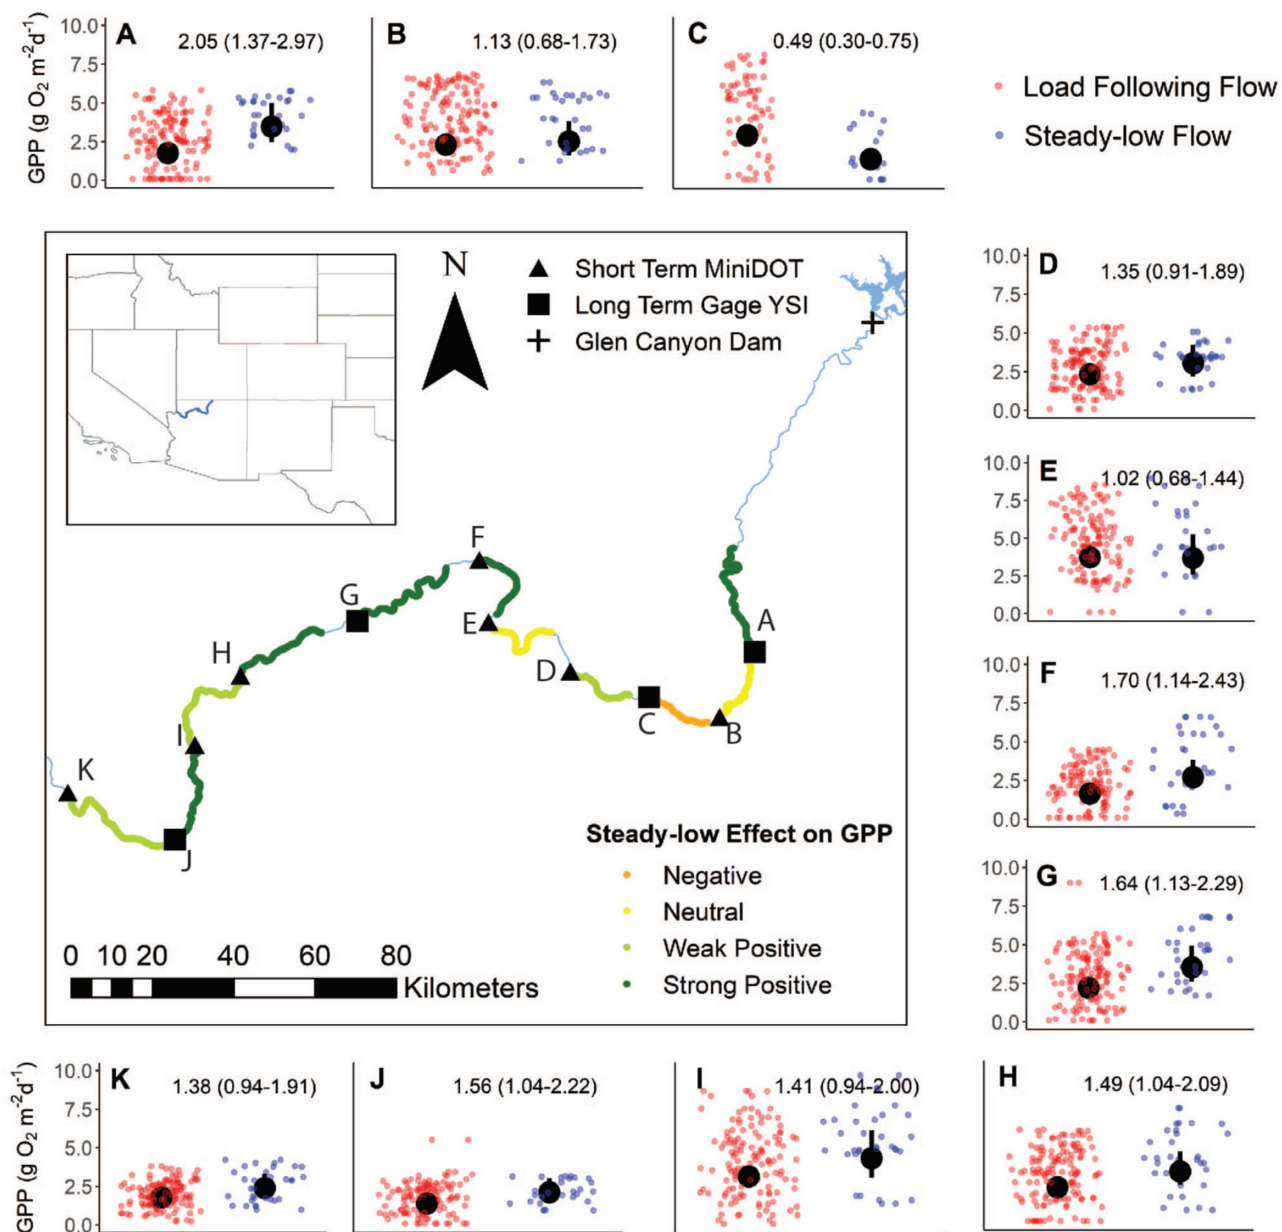 GPP (g O₂ m⁻²d⁻¹)
10.0
7.5
5.0
2.5
0.0
A
2.05 (1.37-2.97)
B
1.13 (0.68-1.73)
C
0.49 (0.30-0.75)
Load Following Flow
Steady-low Flow
N
Short Term MiniDOT
Long Term Gage YSI
Glen Canyon Dam
F
G
A
E
H
D
C
B
I
K
J
Steady-low Effect on GPP
Negative
Neutral
Weak Positive
Strong Positive
0 10 20 40 60 80
Kilometers
D
1.35 (0.91-1.89)
10.0
7.5
5.0
2.5
0.0
E
1.02 (0.68-1.44)
10.0
7.5
5.0
2.5
0.0
F
1.70 (1.14-2.43)
10.0
7.5
5.0
2.5
0.0
G
1.64 (1.13-2.29)
10.0
7.5
5.0
2.5
0.0
GPP (g O₂ m⁻²d⁻¹)
10.0
7.5
5.0
2.5
0.0
K
1.38 (0.94-1.91)
J
1.56 (1.04-2.22)
I
1.41 (0.94-2.00)
H
1.49 (1.04-2.09)